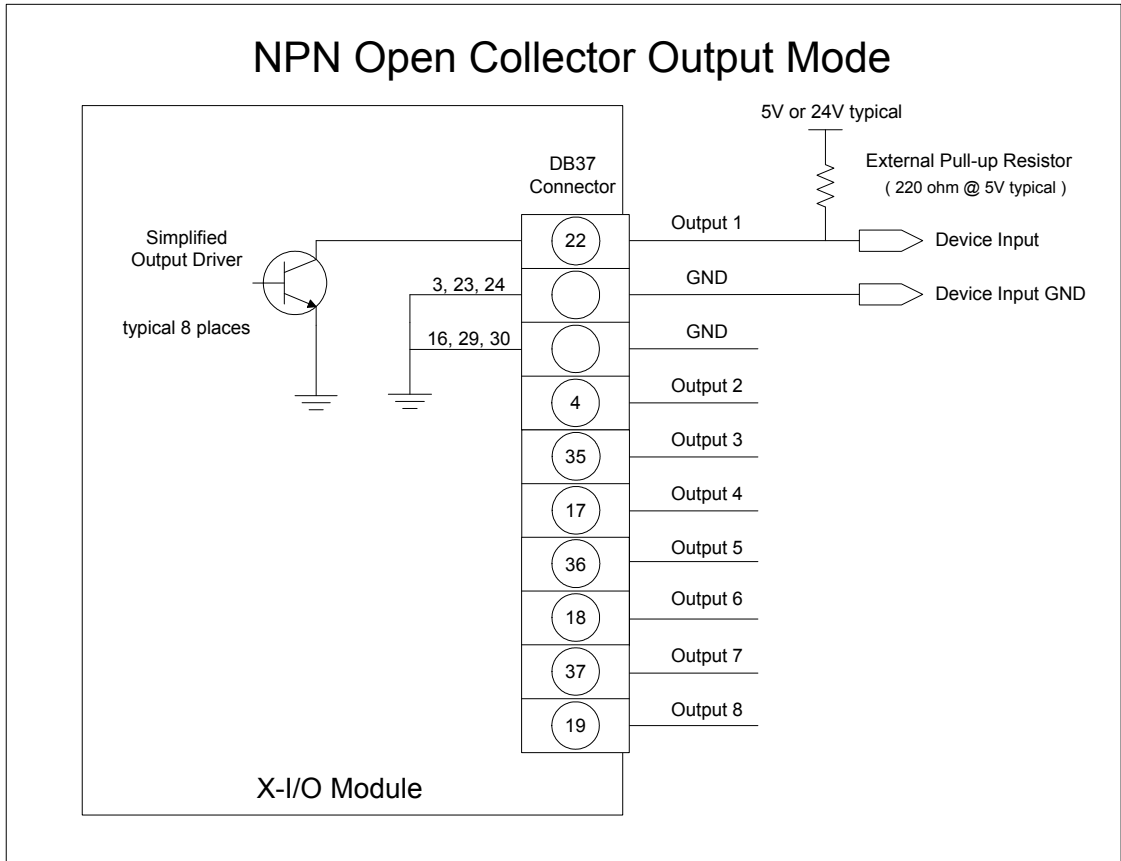 NPN Open Collector Output Mode
5V or 24V typical
DB37
Connector
External Pull-up Resistor
( 220 ohm @ 5V typical )
Simplified
Output Driver
typical 8 places
22
Output 1
Device Input
3, 23, 24
GND
Device Input GND
16, 29, 30
GND
4
Output 2
35
Output 3
17
Output 4
36
Output 5
18
Output 6
37
Output 7
19
Output 8
X-I/O Module